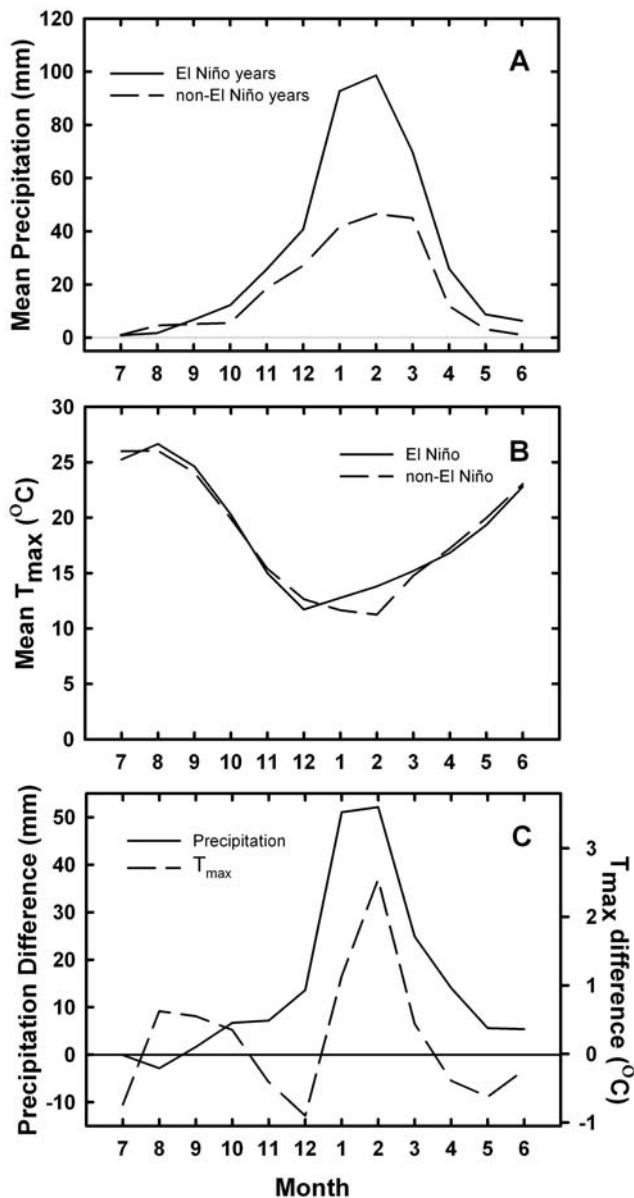 120
100
80
60
40
20
0
Mean Precipitation (mm)
El Niño years
non-El Niño years
A
7 8 9 10 11 12 1 2 3 4 5 6
30
25
20
15
10
5
0
Mean Tmax (OC)
El Niño
non-El Niño
B
7 8 9 10 11 12 1 2 3 4 5 6
50
40
30
20
10
0
-10
Precipitation Difference (mm)
Precipitation
Tmax
C
3
2
1
0
-1
Tmax difference (OC)
7 8 9 10 11 12 1 2 3 4 5 6
Month